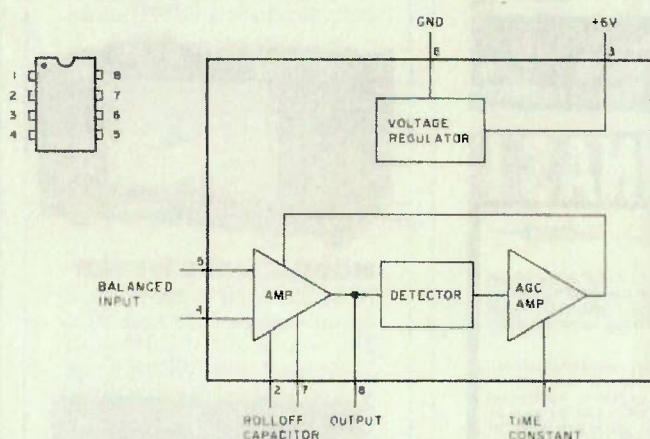 GND +6V
6 3
1 8
2 7
3 6
4 5
VOLTAGE
REGULATOR
5
BALANCED
INPUT
4
AMP
DETECTOR
AGC
AMP
2 7 8 1
ROLLOFF
CAPACITOR
OUTPUT
TIME
CONSTANT